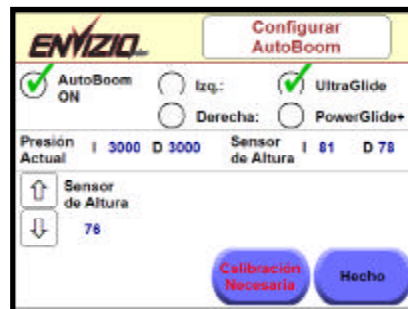 ENVIZIO
Configurar
AutoBoom
AutoBoom
ON
Izq.:
UltraGlide
Derecha:
PowerGlide+
Presión
Actual
I 3000 D 3000
Sensor
de Altura
I 81 D 78
Sensor
de Altura
76
Calibración
Necesaria
Hecho